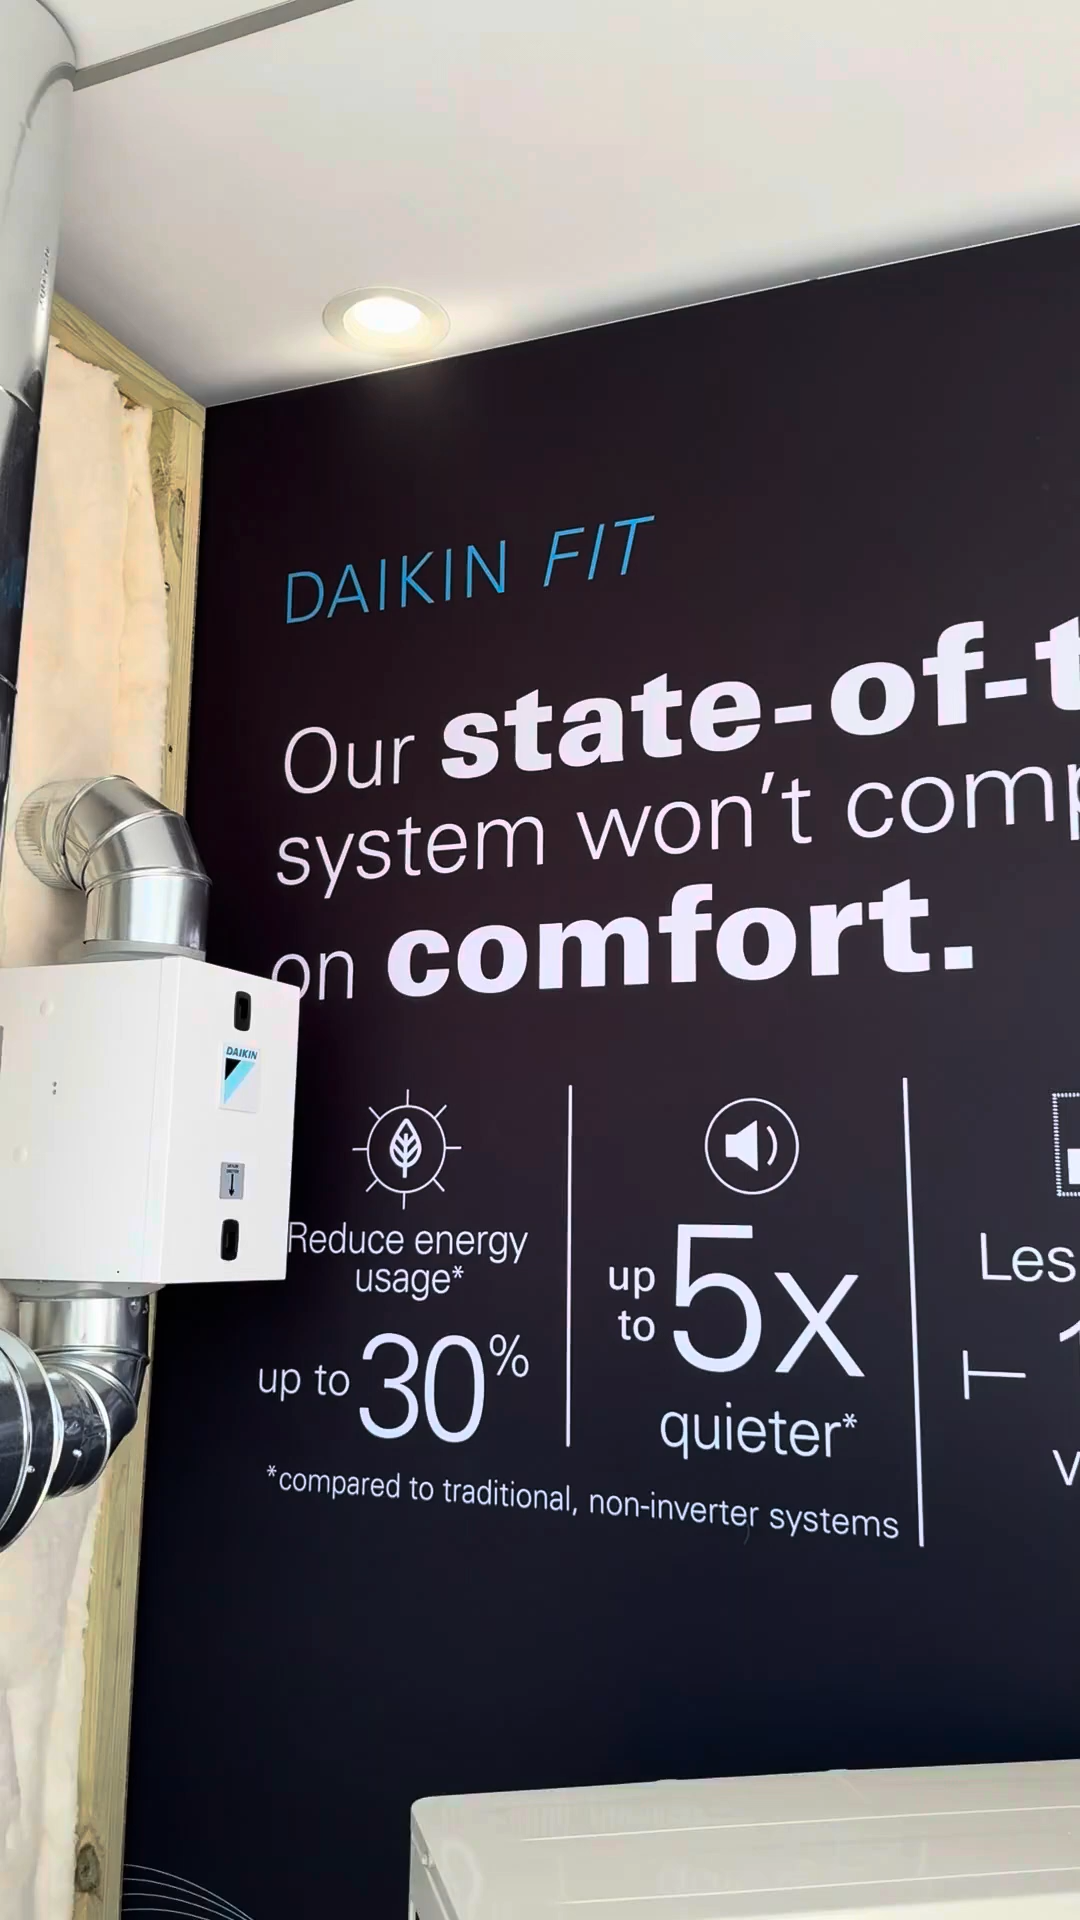 DAIKIN FIT
Our state-of-t
system won't comp
on comfort.
DAIKIN
Reduce energy
usage*
up to 30%
up
to 5x
quieter*
Les
*compared to traditional, non-inverter systems